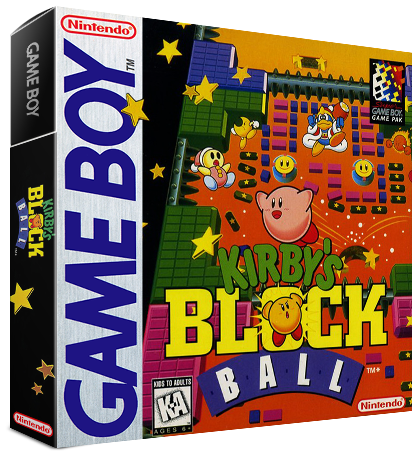 GAME BOY
KIRBY'S
BLOCK
BALL
Nintendo
Nintendo
GAME BOY
TM
GAME BOY
GAME PAK
KIRBY'S
BLOCK
BALL
TM+
KIDS TO ADULTS
K-A
AGES 6+
Nintendo